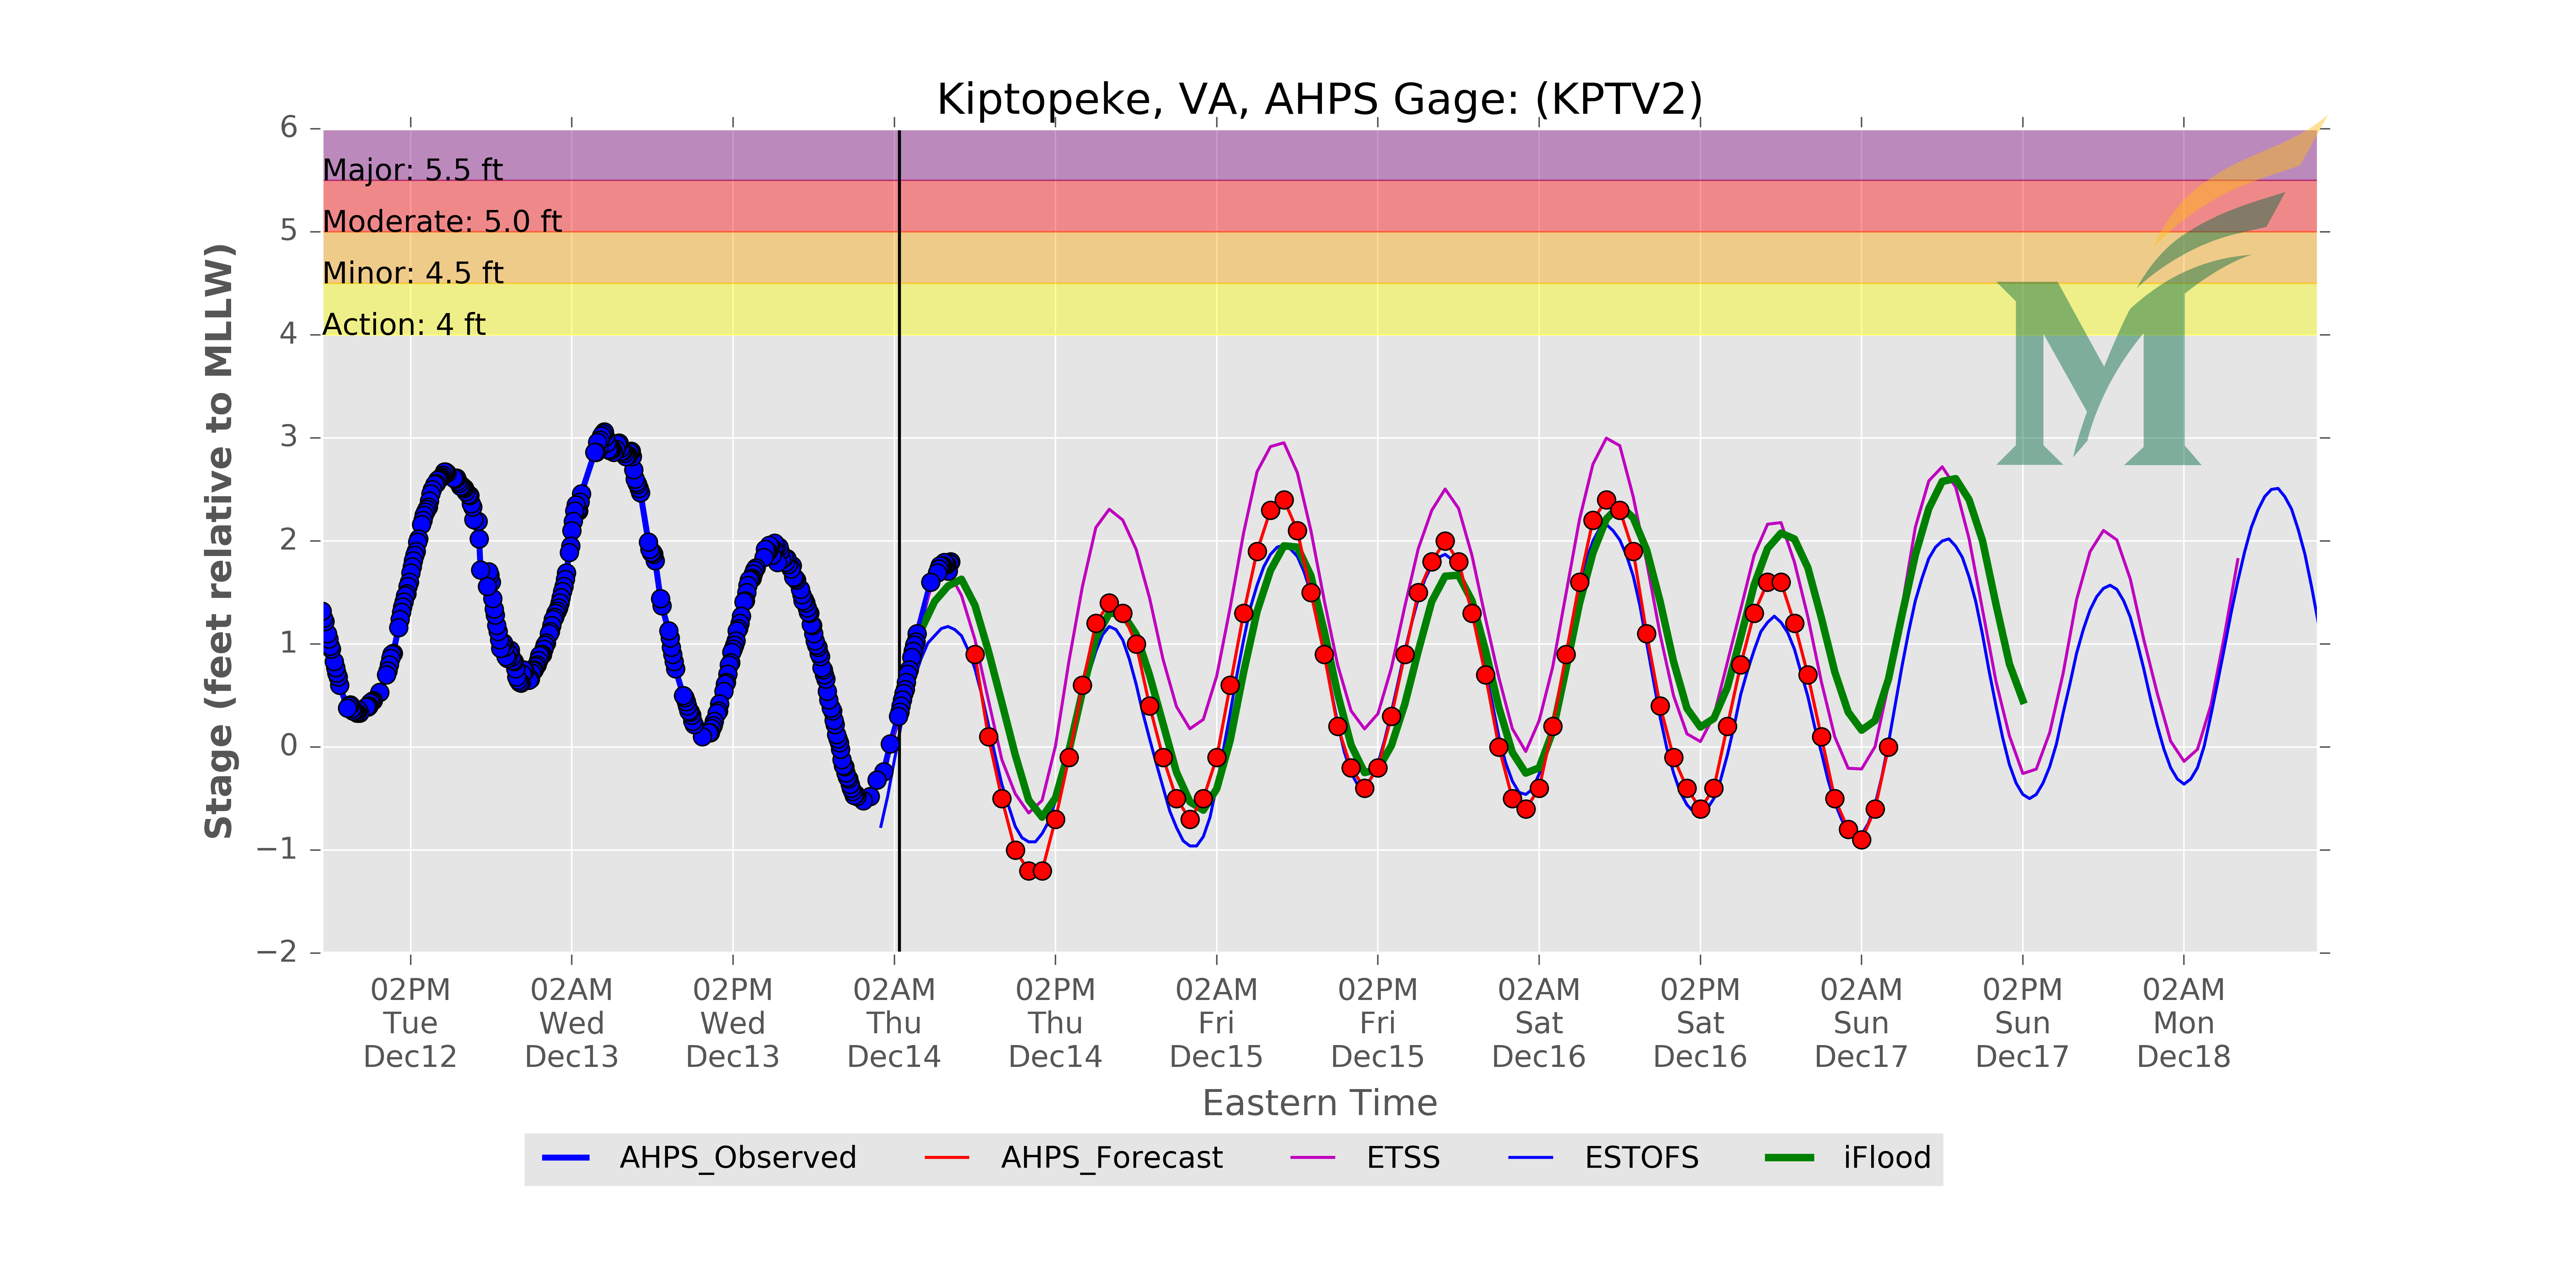 Kiptopeke, VA, AHPS Gage: (KPTV2)
Stage (feet relative to MLLW)
6
5
4
3
2
1
0
−1
−2
Major: 5.5 ft
Moderate: 5.0 ft
Minor: 4.5 ft
Action: 4 ft
M
02PM 02AM 02PM 02AM 02PM 02AM 02PM 02AM 02PM 02AM 02PM 02AM
Tue Wed Wed Thu Thu Fri Fri Sat Sat Sun Sun Mon
Dec12 Dec13 Dec13 Dec14 Dec14 Dec15 Dec15 Dec16 Dec16 Dec17 Dec17 Dec18
Eastern Time
AHPS_Observed AHPS_Forecast ETSS ESTOFS iFlood